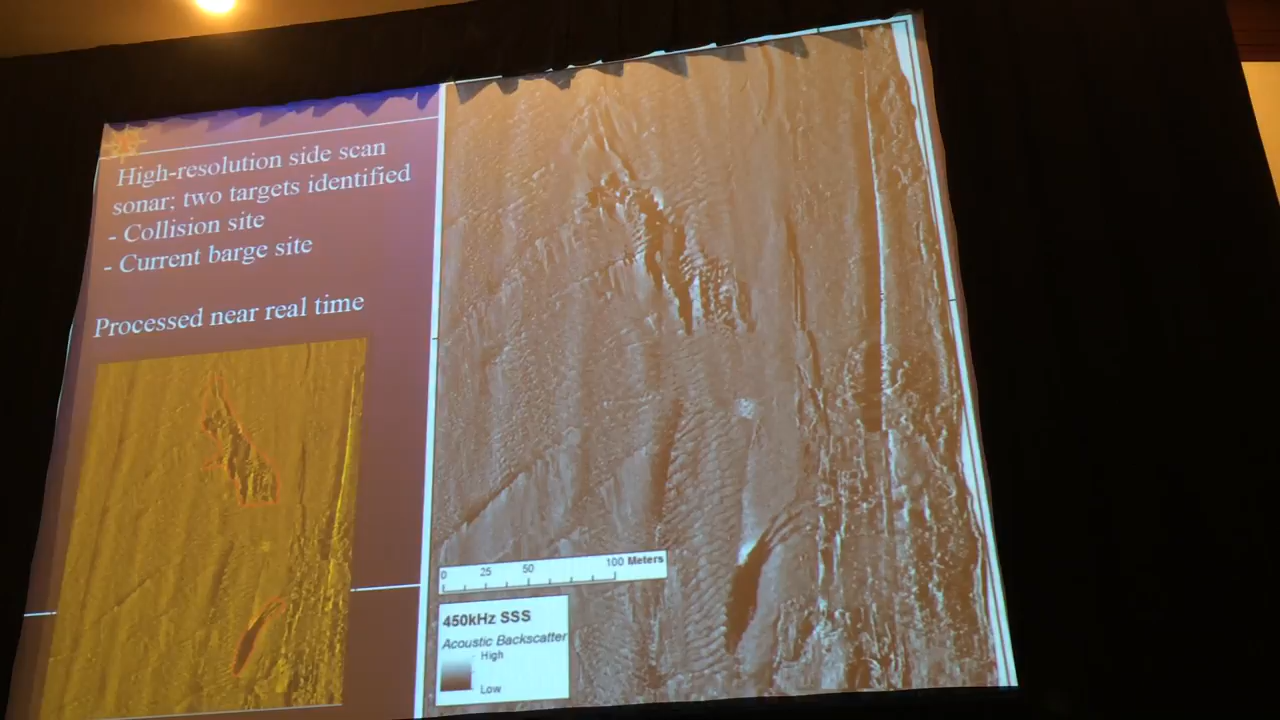 High-resolution side scan
sonar; two targets identified
- Collision site
- Current barge site
Processed near real time
0 25 50 100 Meters
450kHz SSS
Acoustic Backscatter
High
Low